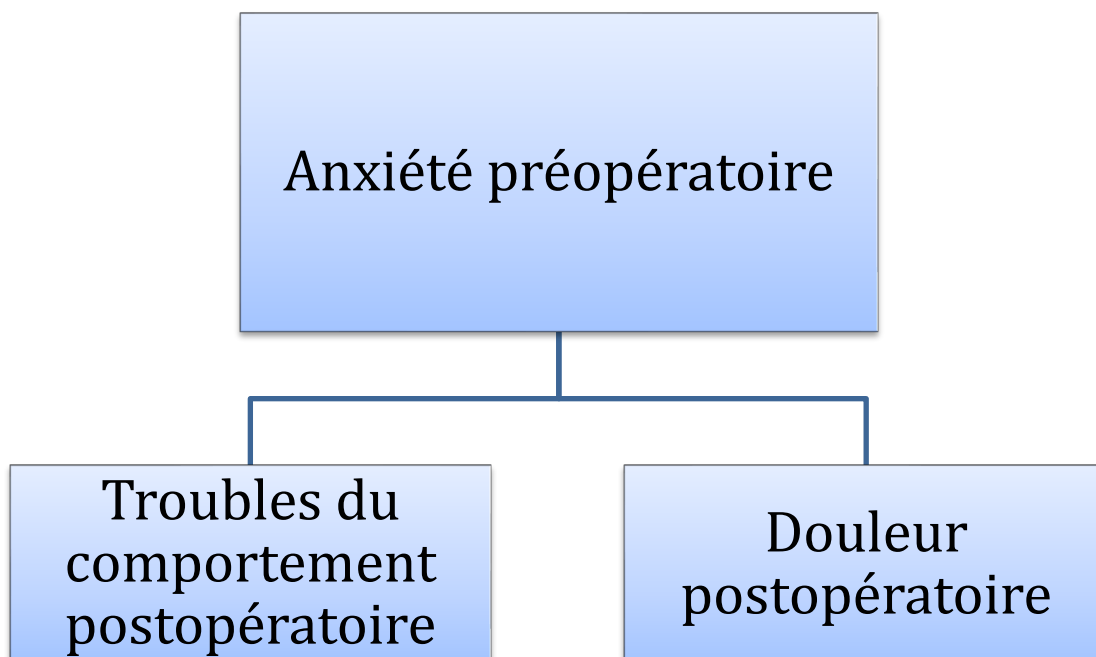 Anxiété préopératoire
Troubles du
comportement
postopératoire
Douleur
postopératoire